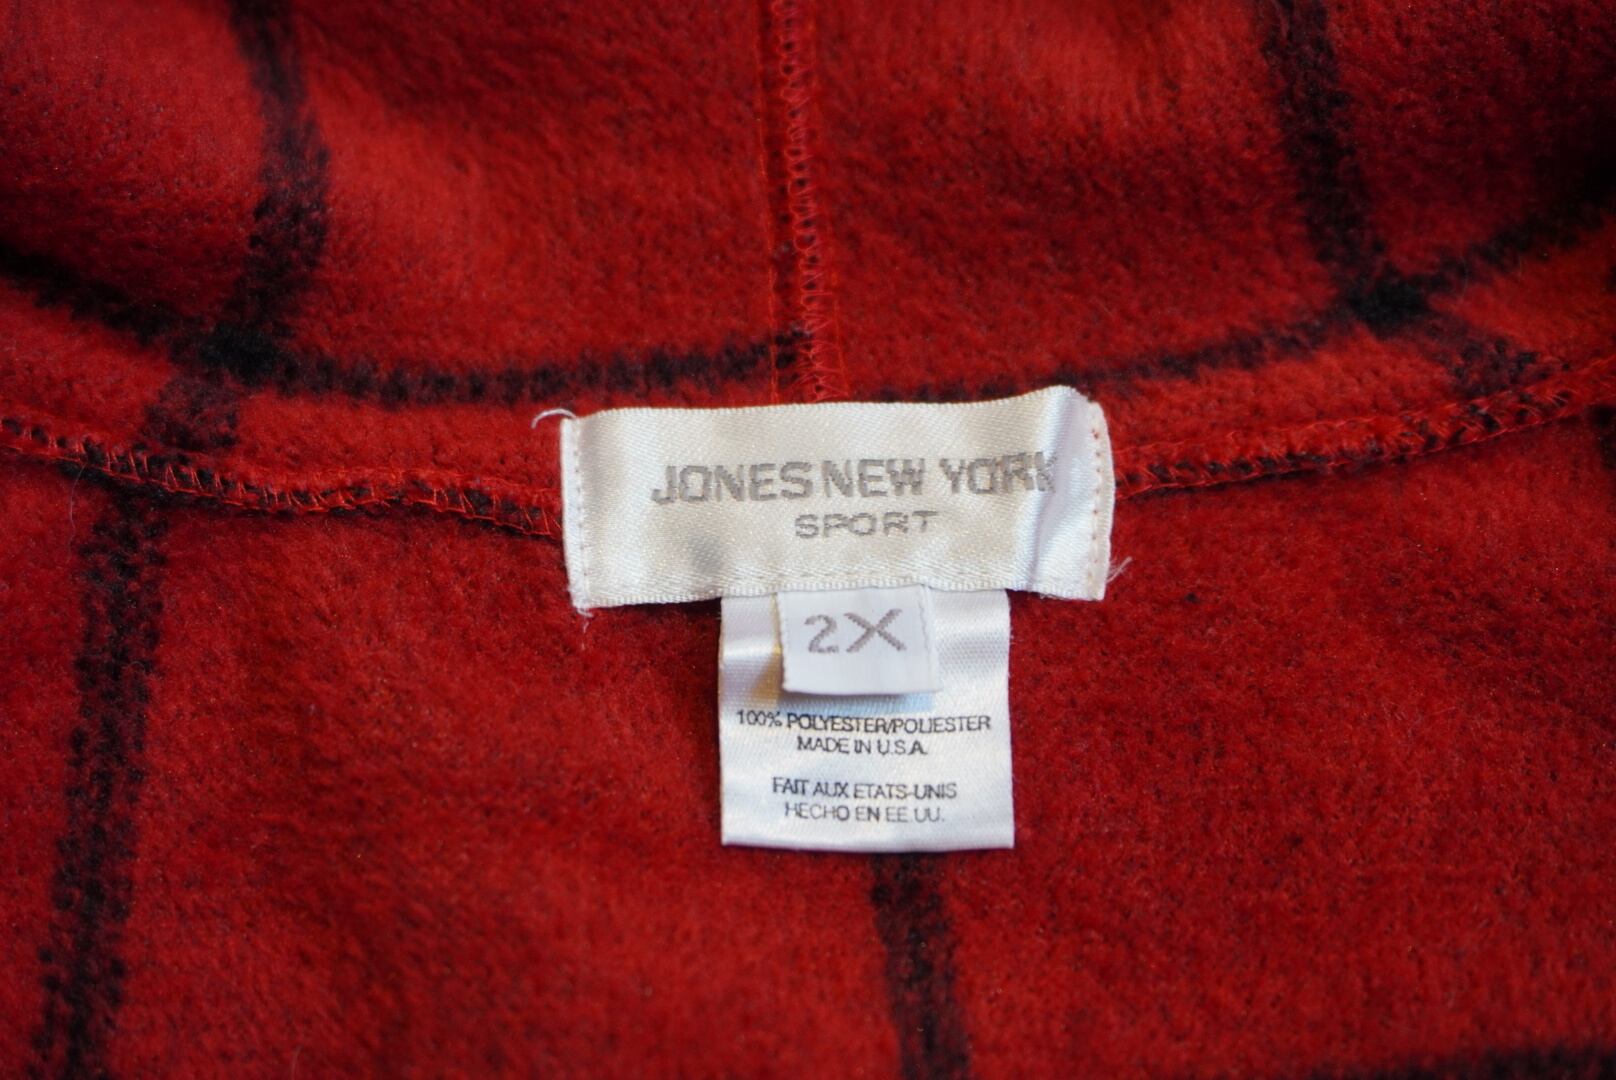 JONES NEW YORK
SPORT
2X
100% POLYESTER/POLIESTER
MADE IN U.S.A.
FAIT AUX ETATS-UNIS
HECHO EN EE.UU.